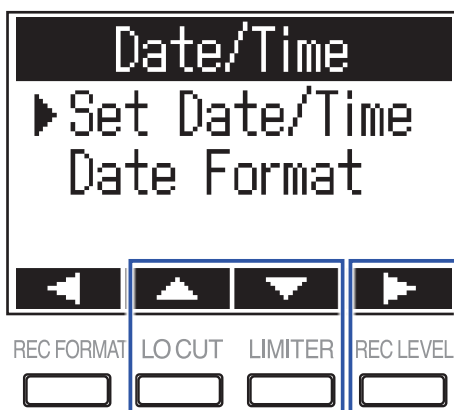 Date/Time
Set Date/Time
Date Format
REC FORMAT LO CUT LIMITER REC LEVEL